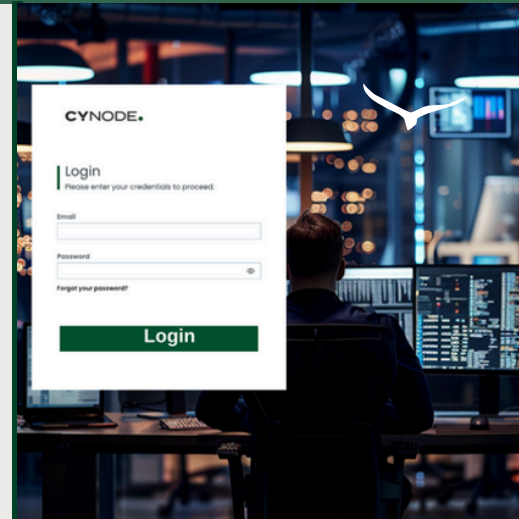 CYNODE.
Login
Please enter your credentials to proceed.
Email
Password
Forgot your password?
Login